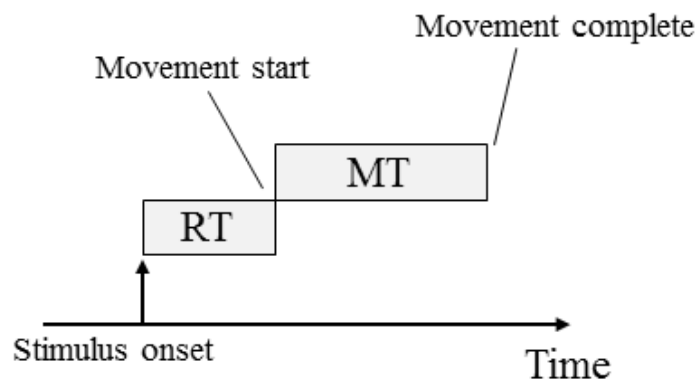 Movement complete
Movement start
MT
RT
Stimulus onset
Time